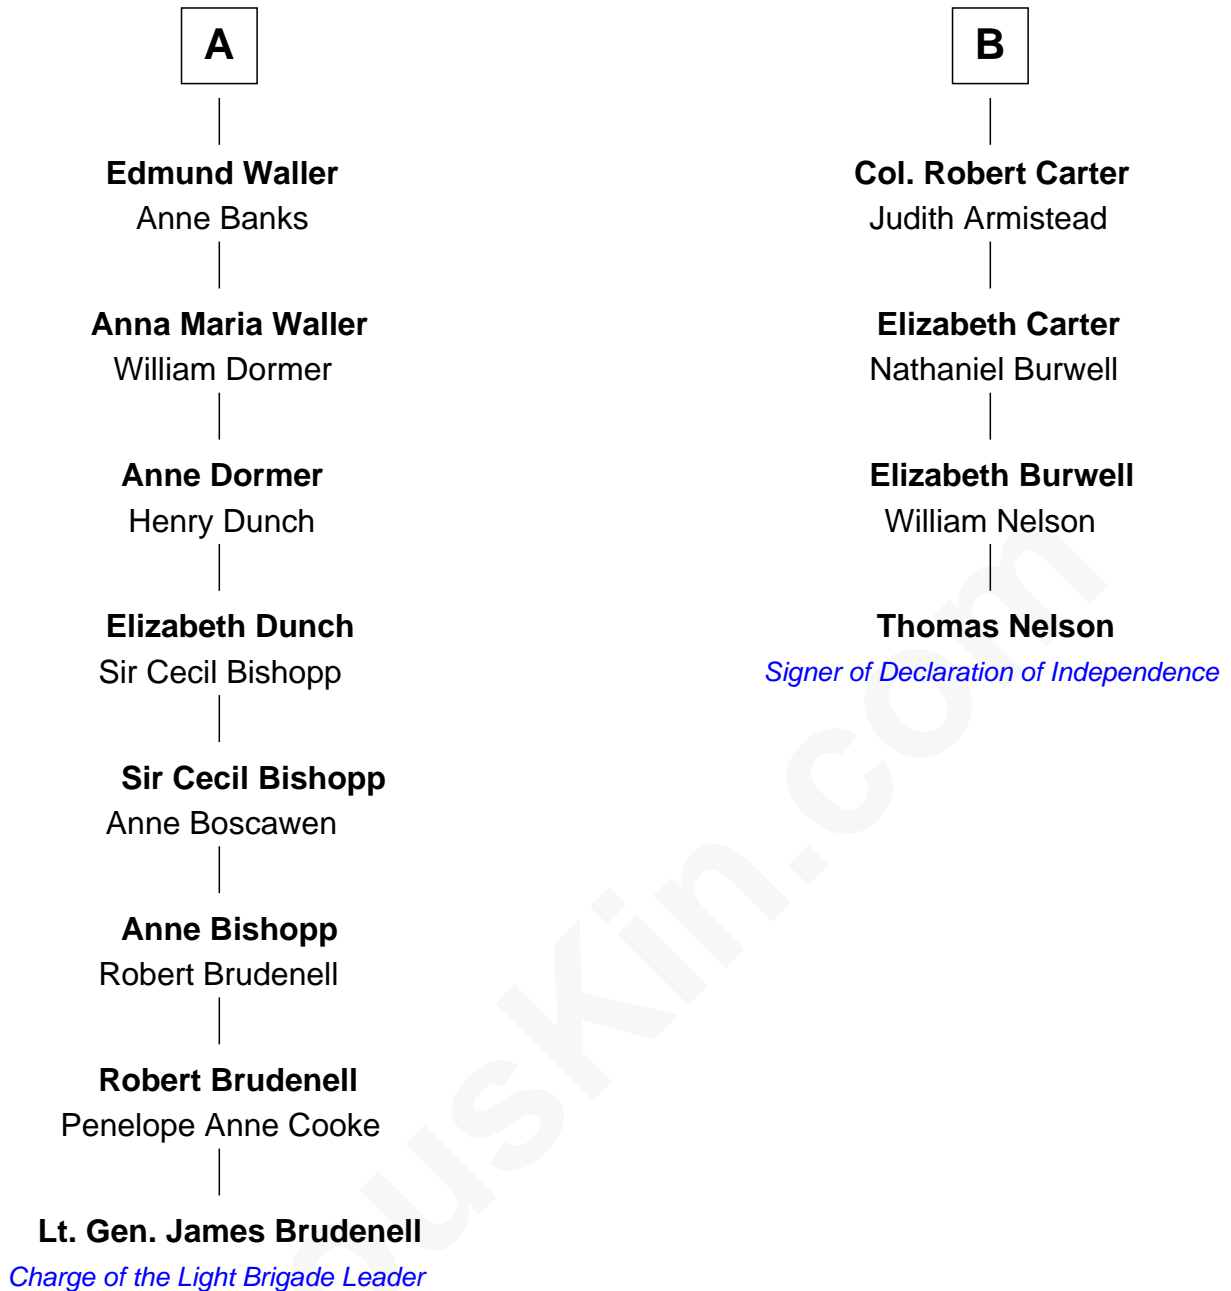 A
Edmund Waller
Anne Banks
Anna Maria Waller
William Dormer
Anne Dormer
Henry Dunch
Elizabeth Dunch
Sir Cecil Bishopp
Sir Cecil Bishopp
Anne Boscawen
Anne Bishopp
Robert Brudenell
Robert Brudenell
Penelope Anne Cooke
Lt. Gen. James Brudenell
Charge of the Light Brigade Leader
B
Col. Robert Carter
Judith Armistead
Elizabeth Carter
Nathaniel Burwell
Elizabeth Burwell
William Nelson
Thomas Nelson
Signer of Declaration of Independence
ousKin.com